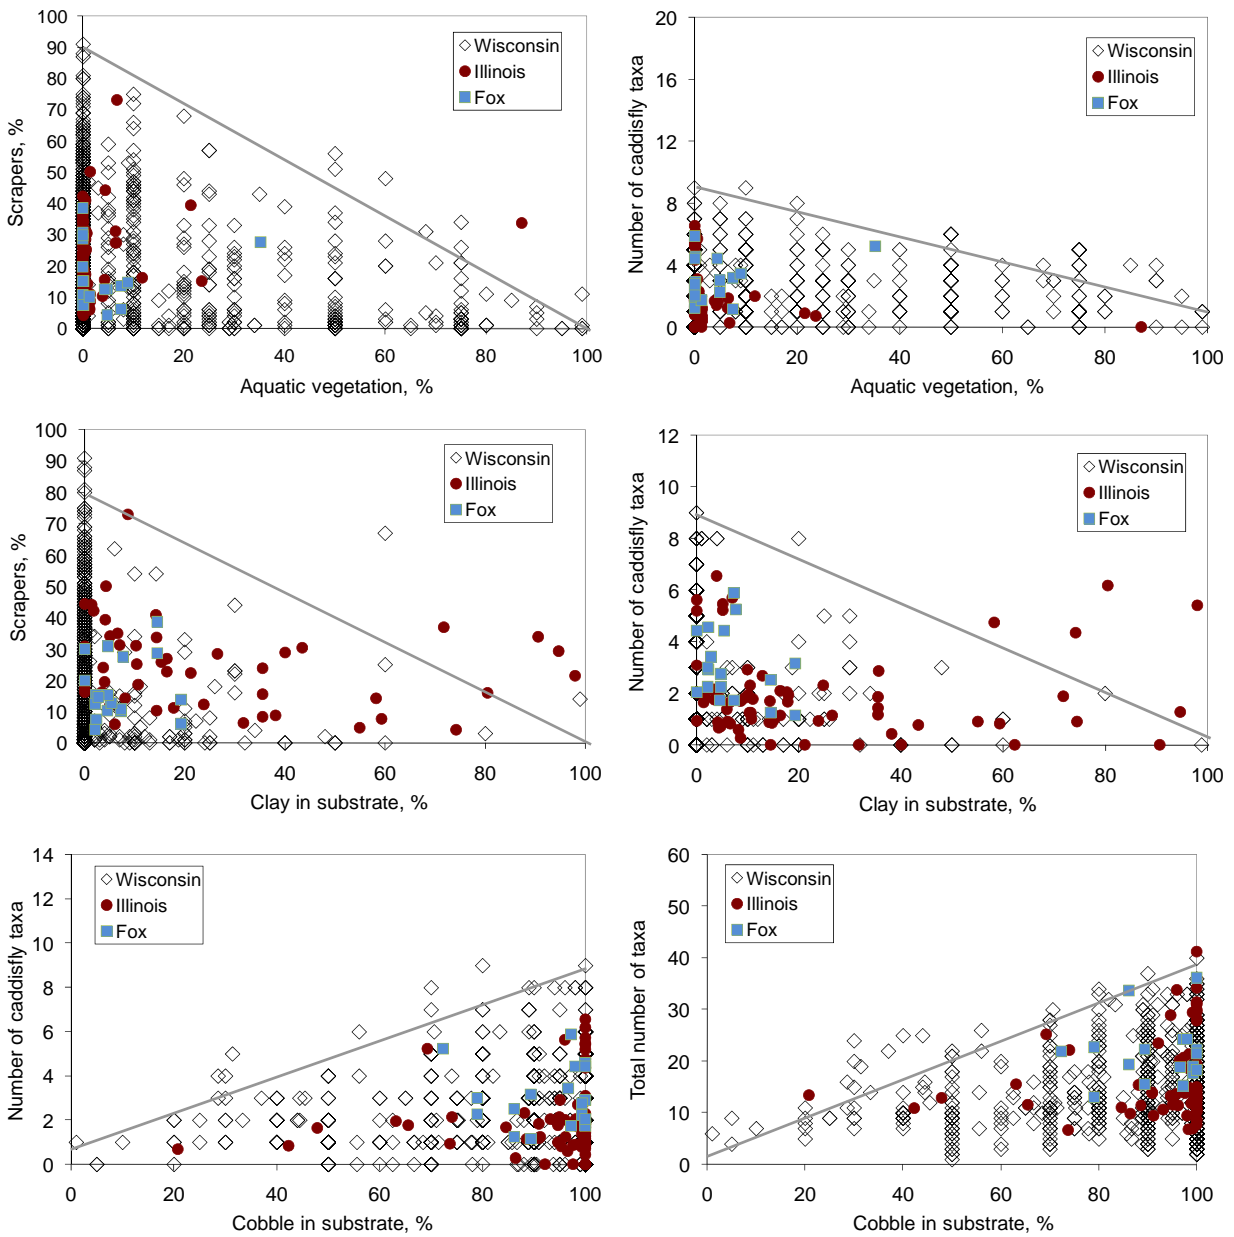 Scrapers, %
100
90
80
70
60
50
40
30
20
10
0
Wisconsin
Illinois
Fox
0 20 40 60 80 100
Aquatic vegetation, %
Number of caddisfly taxa
20
16
12
8
4
0
Wisconsin
Illinois
Fox
0 20 40 60 80 100
Aquatic vegetation, %
Scrapers, %
100
90
80
70
60
50
40
30
20
10
0
Wisconsin
Illinois
Fox
0 20 40 60 80 100
Clay in substrate, %
Number of caddisfly taxa
12
10
8
6
4
2
0
Wisconsin
Illinois
Fox
0 20 40 60 80 100
Clay in substrate, %
Number of caddisfly taxa
14
12
10
8
6
4
2
0
Wisconsin
Illinois
Fox
0 20 40 60 80 100
Cobble in substrate, %
Total number of taxa
60
50
40
30
20
10
0
Wisconsin
Illinois
Fox
0 20 40 60 80 100
Cobble in substrate, %